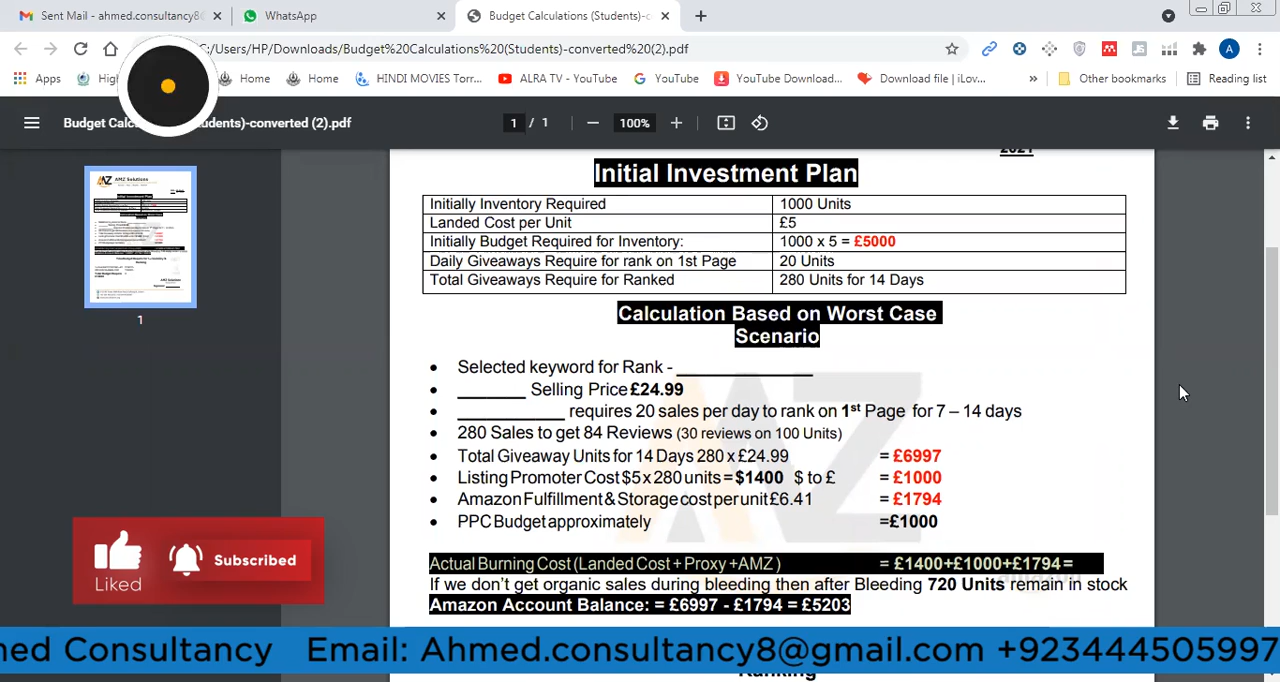 Sent Mail - ahmed.consultancy8
WhatsApp
Budget Calculations (Students)-c
C:/Users/HP/Downloads/Budget%20Calculations%20(Students)-converted%20(2).pdf
A
Apps
Home
Home
HINDI MOVIES Torr...
ALRA TV - YouTube
YouTube
YouTube Download...
Download file | iLov...
»
Other bookmarks
Reading list
Budget Calc
udents)-converted (2).pdf
1 / 1
100%
1
2021
Initial Investment Plan
Initially Inventory Required 1000 Units
Landed Cost per Unit £5
Initially Budget Required for Inventory: 1000 x 5 = £5000
Daily Giveaways Require for rank on 1st Page 20 Units
Total Giveaways Require for Ranked 280 Units for 14 Days
Calculation Based on Worst Case
Scenario
• Selected keyword for Rank - _______________
• _______ Selling Price £24.99
• ___________ requires 20 sales per day to rank on 1st Page for 7 – 14 days
• 280 Sales to get 84 Reviews (30 reviews on 100 Units)
• Total Giveaway Units for 14 Days 280 x £24.99 = £6997
• Listing Promoter Cost $5 x 280 units = $1400 $ to £ = £1000
• Amazon Fulfillment & Storage cost per unit £6.41 = £1794
• PPC Budget approximately =£1000
Actual Burning Cost (Landed Cost + Proxy +AMZ ) = £1400+£1000+£1794 =
If we don't get organic sales during bleeding then after Bleeding 720 Units remain in stock
Amazon Account Balance: = £6997 - £1794 = £5203
Ranking
Liked
Subscribed
med Consultancy Email: Ahmed.consultancy8@gmail.com +923444505997